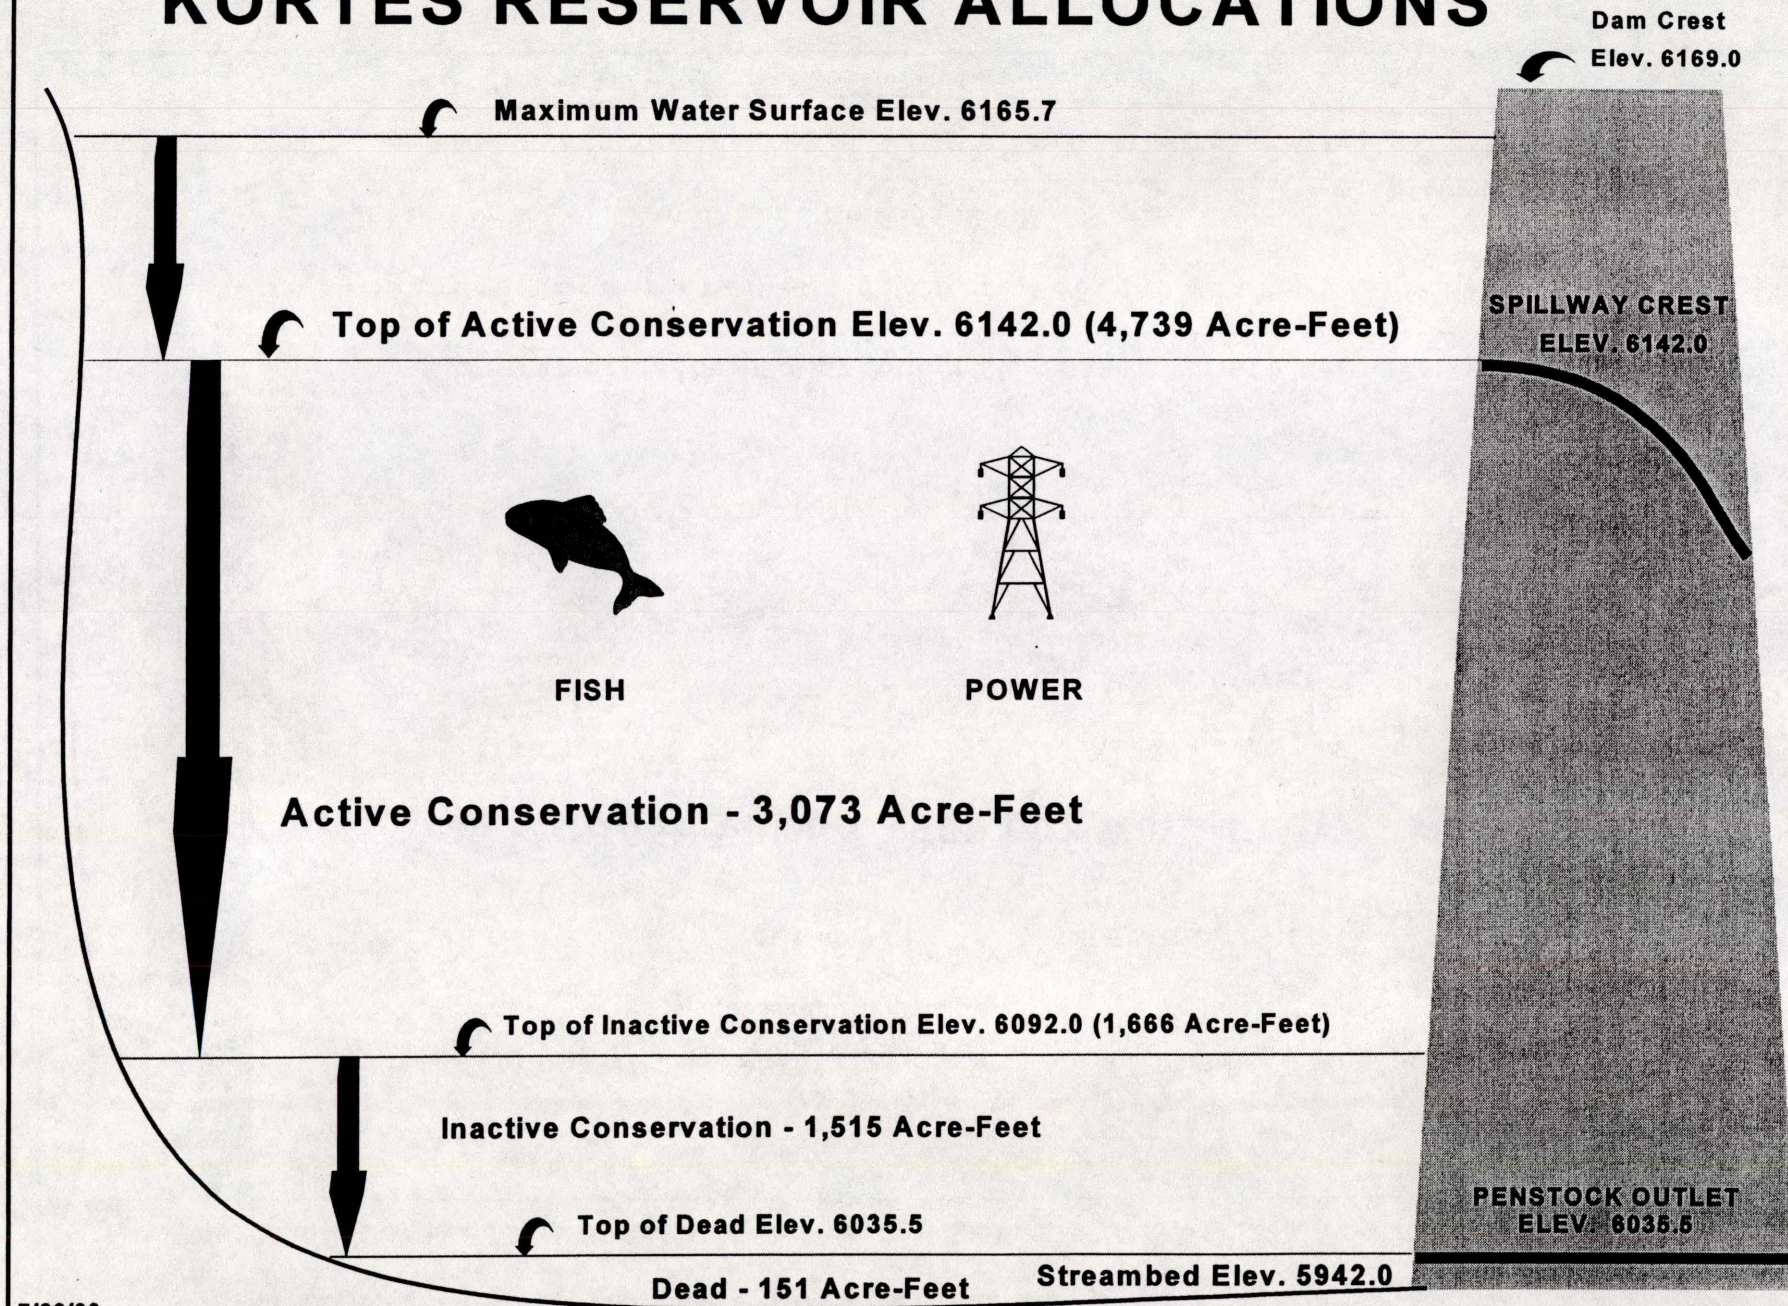 KORTES RESERVOIR ALLOCATIONS
Dam Crest
Elev. 6169.0
Maximum Water Surface Elev. 6165.7
Top of Active Conservation Elev. 6142.0 (4,739 Acre-Feet)
SPILLWAY CREST
ELEV. 6142.0
FISH
POWER
Active Conservation - 3,073 Acre-Feet
Top of Inactive Conservation Elev. 6092.0 (1,666 Acre-Feet)
Inactive Conservation - 1,515 Acre-Feet
PENSTOCK OUTLET
ELEV. 6035.5
Top of Dead Elev. 6035.5
Streambed Elev. 5942.0
Dead - 151 Acre-Feet